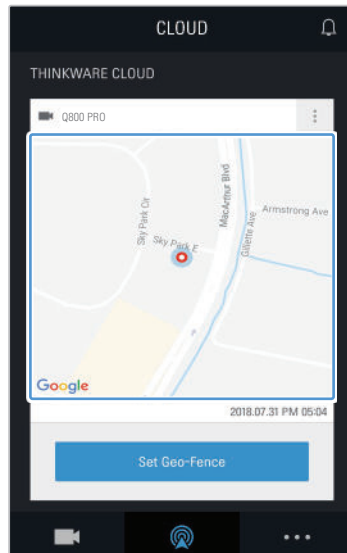 CLOUD
THINKWARE CLOUD
Q800 PRO
Sky Park Cir
MacArthur Blvd
Armstrong Ave
Gillette Ave
Sky Park E
Google
2018.07.31 PM 05:04
Set Geo-Fence